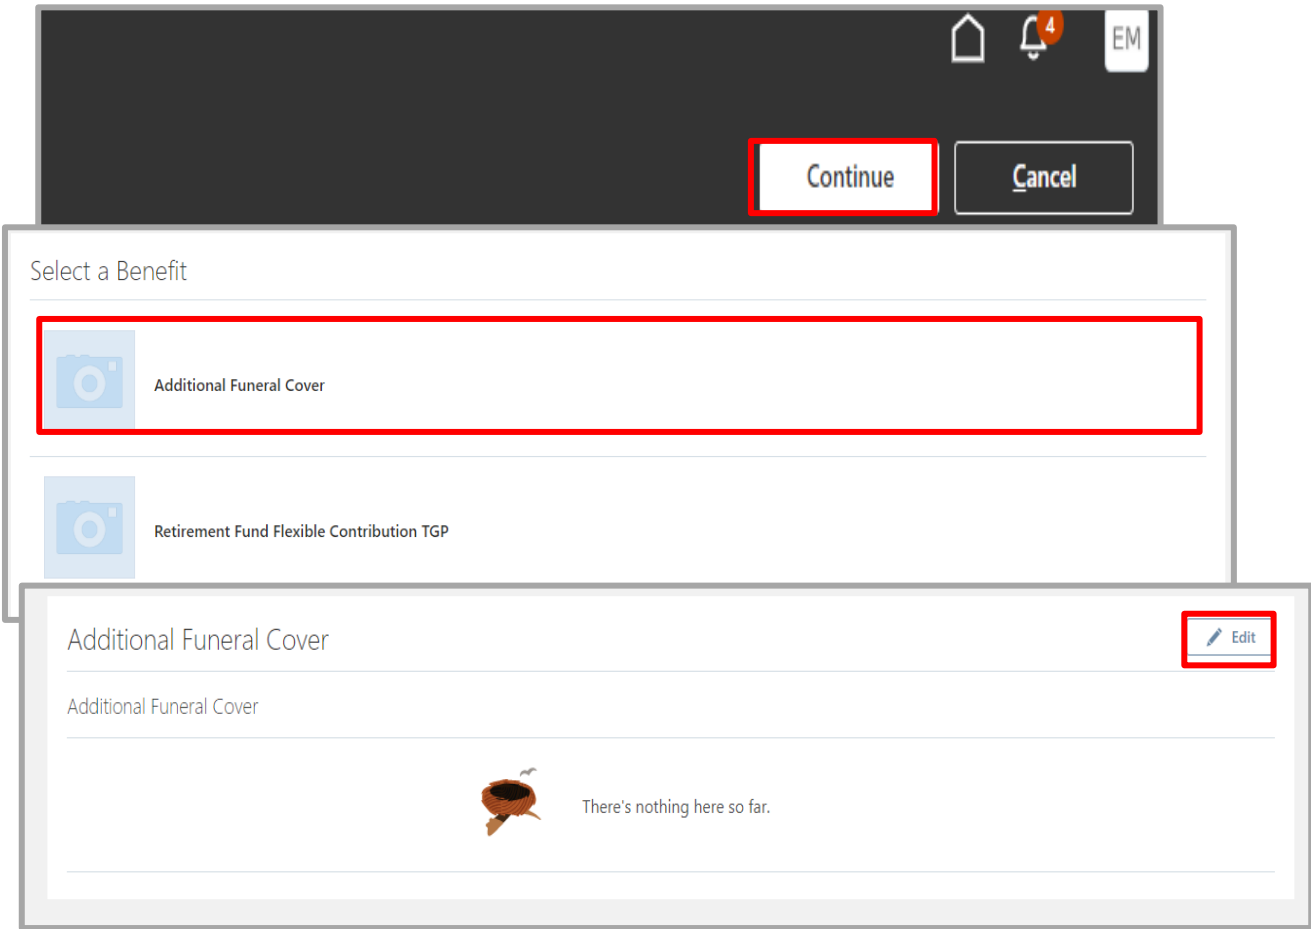 4
EM
Continue
Cancel
Select a Benefit
Additional Funeral Cover
Retirement Fund Flexible Contribution TGP
Additional Funeral Cover
Edit
Additional Funeral Cover
There's nothing here so far.